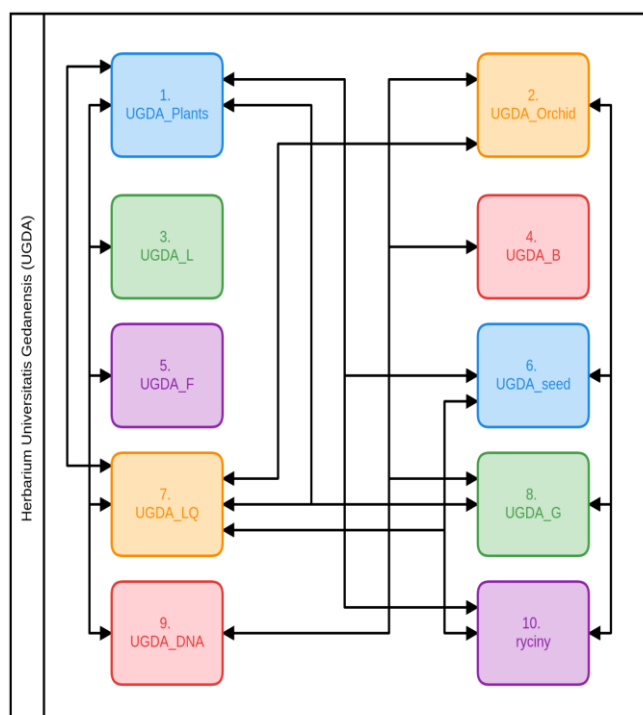 Herbarium Universitatis Gedanensis (UGDA)
1.
UGDA_Plants
2.
UGDA_Orchid
3.
UGDA_L
4.
UGDA_B
5.
UGDA_F
6.
UGDA_seed
7.
UGDA_LQ
8.
UGDA_G
9.
UGDA_DNA
10.
ryciny